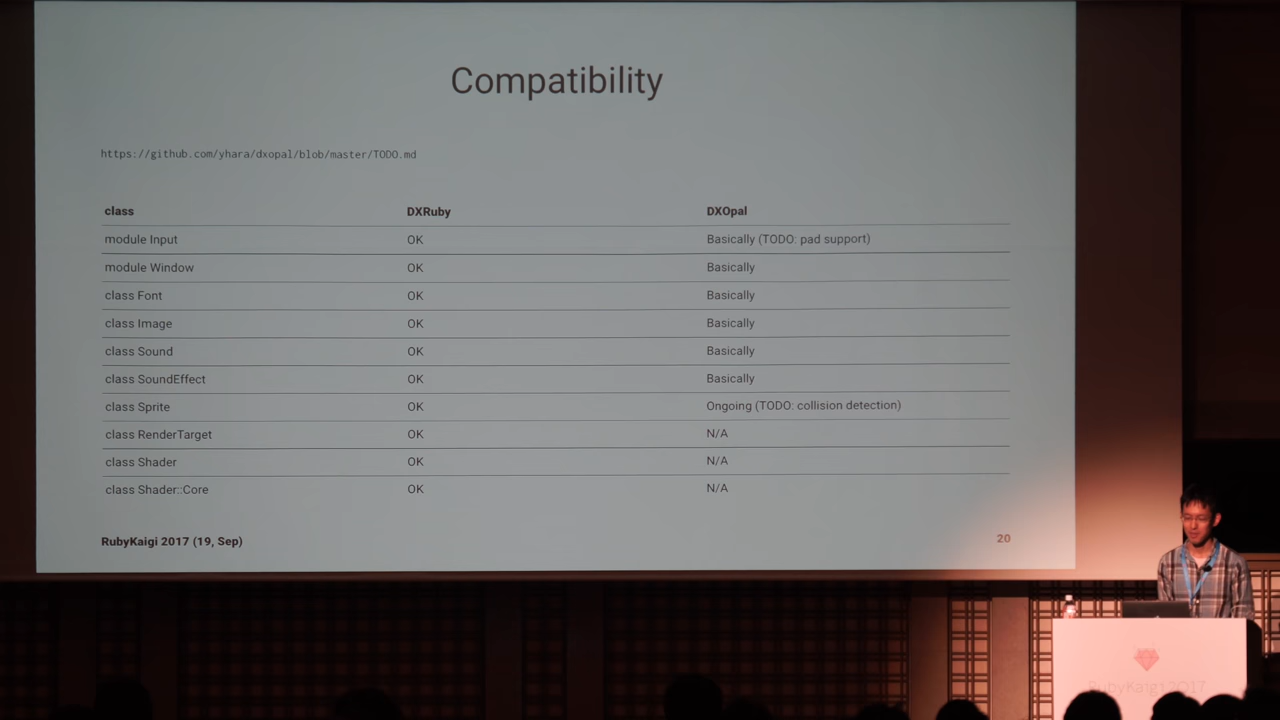 Compatibility
https://github.com/yhara/dxopal/blob/master/TODO.md
class DXRuby DXOpal
module Input OK Basically (TODO: pad support)
module Window OK Basically
class Font OK Basically
class Image OK Basically
class Sound OK Basically
class SoundEffect OK Basically
class Sprite OK Ongoing (TODO: collision detection)
class RenderTarget OK N/A
class Shader OK N/A
class Shader::Core OK N/A
RubyKaigi 2017 (19, Sep) 20
RubyKaigi2017